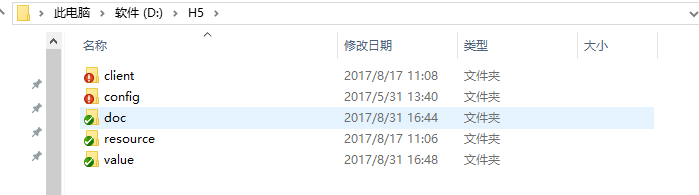 此电脑 > 软件 (D:) > H5
名称 修改日期 类型 大小
client 2017/8/17 11:08 文件夹
config 2017/5/31 13:40 文件夹
doc 2017/8/31 16:44 文件夹
resource 2017/8/17 11:06 文件夹
value 2017/8/31 16:48 文件夹